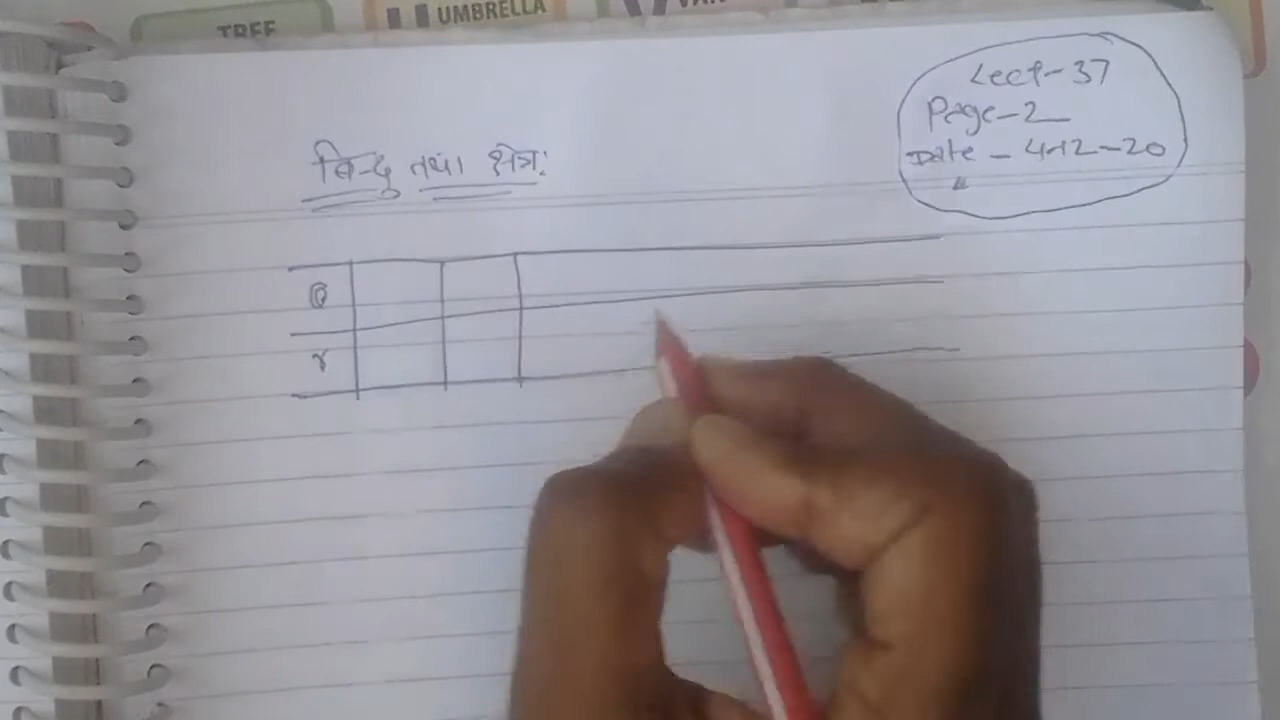 TREE
UMBRELLA
Lect-37
Page-2
Date - 4-12-20
बिन्दु तथा क्षेत्र:
θ
r